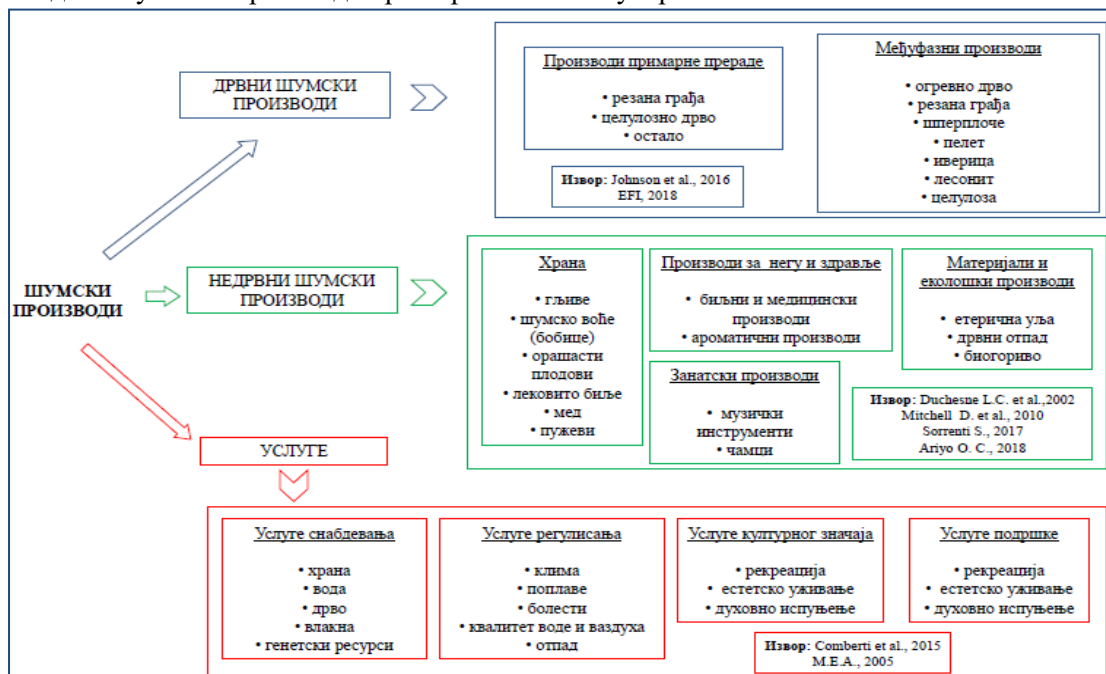 ДРВНИ ШУМСКИ
ПРОИЗВОДИ
Производи примарне прераде
• резана грађа
• целулозно дрво
• остало
Извор: Johnson et al., 2016
EFI, 2018
Међуфазни производи
• огревно дрво
• резана грађа
• шперплоче
• пелет
• иверица
• лесонит
• целулоза
ШУМСКИ
ПРОИЗВОДИ
НЕДРВНИ ШУМСКИ
ПРОИЗВОДИ
Храна
• гљиве
• шумско воће
(бобице)
• орашасти
плодови
• лековито биље
• мед
• пужеви
Производи за негу и здравље
• биљни и медицински
производи
• ароматични производи
Занатски производи
• музички
инструменти
• чамци
Материјали и
еколошки производи
• етерична уља
• дрвни отпад
• биогориво
Извор: Duchesne L.C. et al.,2002
Mitchell D. et al., 2010
Sorrenti S., 2017
Ariyo O. C., 2018
УСЛУГЕ
Услуге снабдевања
• храна
• вода
• дрво
• влакна
• генетски ресурси
Услуге регулисања
• клима
• поплаве
• болести
• квалитет воде и ваздуха
• отпад
Услуге културног значаја
• рекреација
• естетско уживање
• духовно испуњење
Услуге подршке
• рекреација
• естетско уживање
• духовно испуњење
Извор: Comberti et al., 2015
M.E.A., 2005